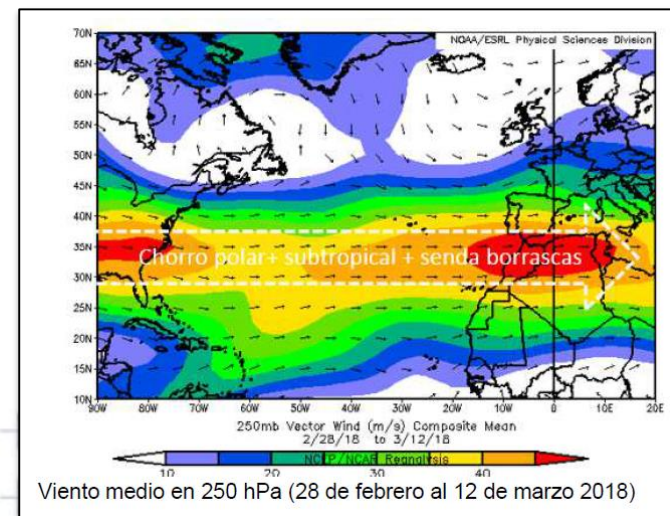 NOAA/ESRL Physical Sciences Division
70N
65N
60N
55N
50N
45N
40N
35N
30N
25N
20N
15N
10N
Chorro polar+ subtropical + senda borrascas
90W 80W 70W 60W 50W 40W 30W 20W 10W 0 10E 20E
250mb Vector Wind (m/s) Composite Mean
2/28/18 to 3/12/18
NCEP/NCAR Reanalysis
10 20 30 40
Viento medio en 250 hPa (28 de febrero al 12 de marzo 2018)